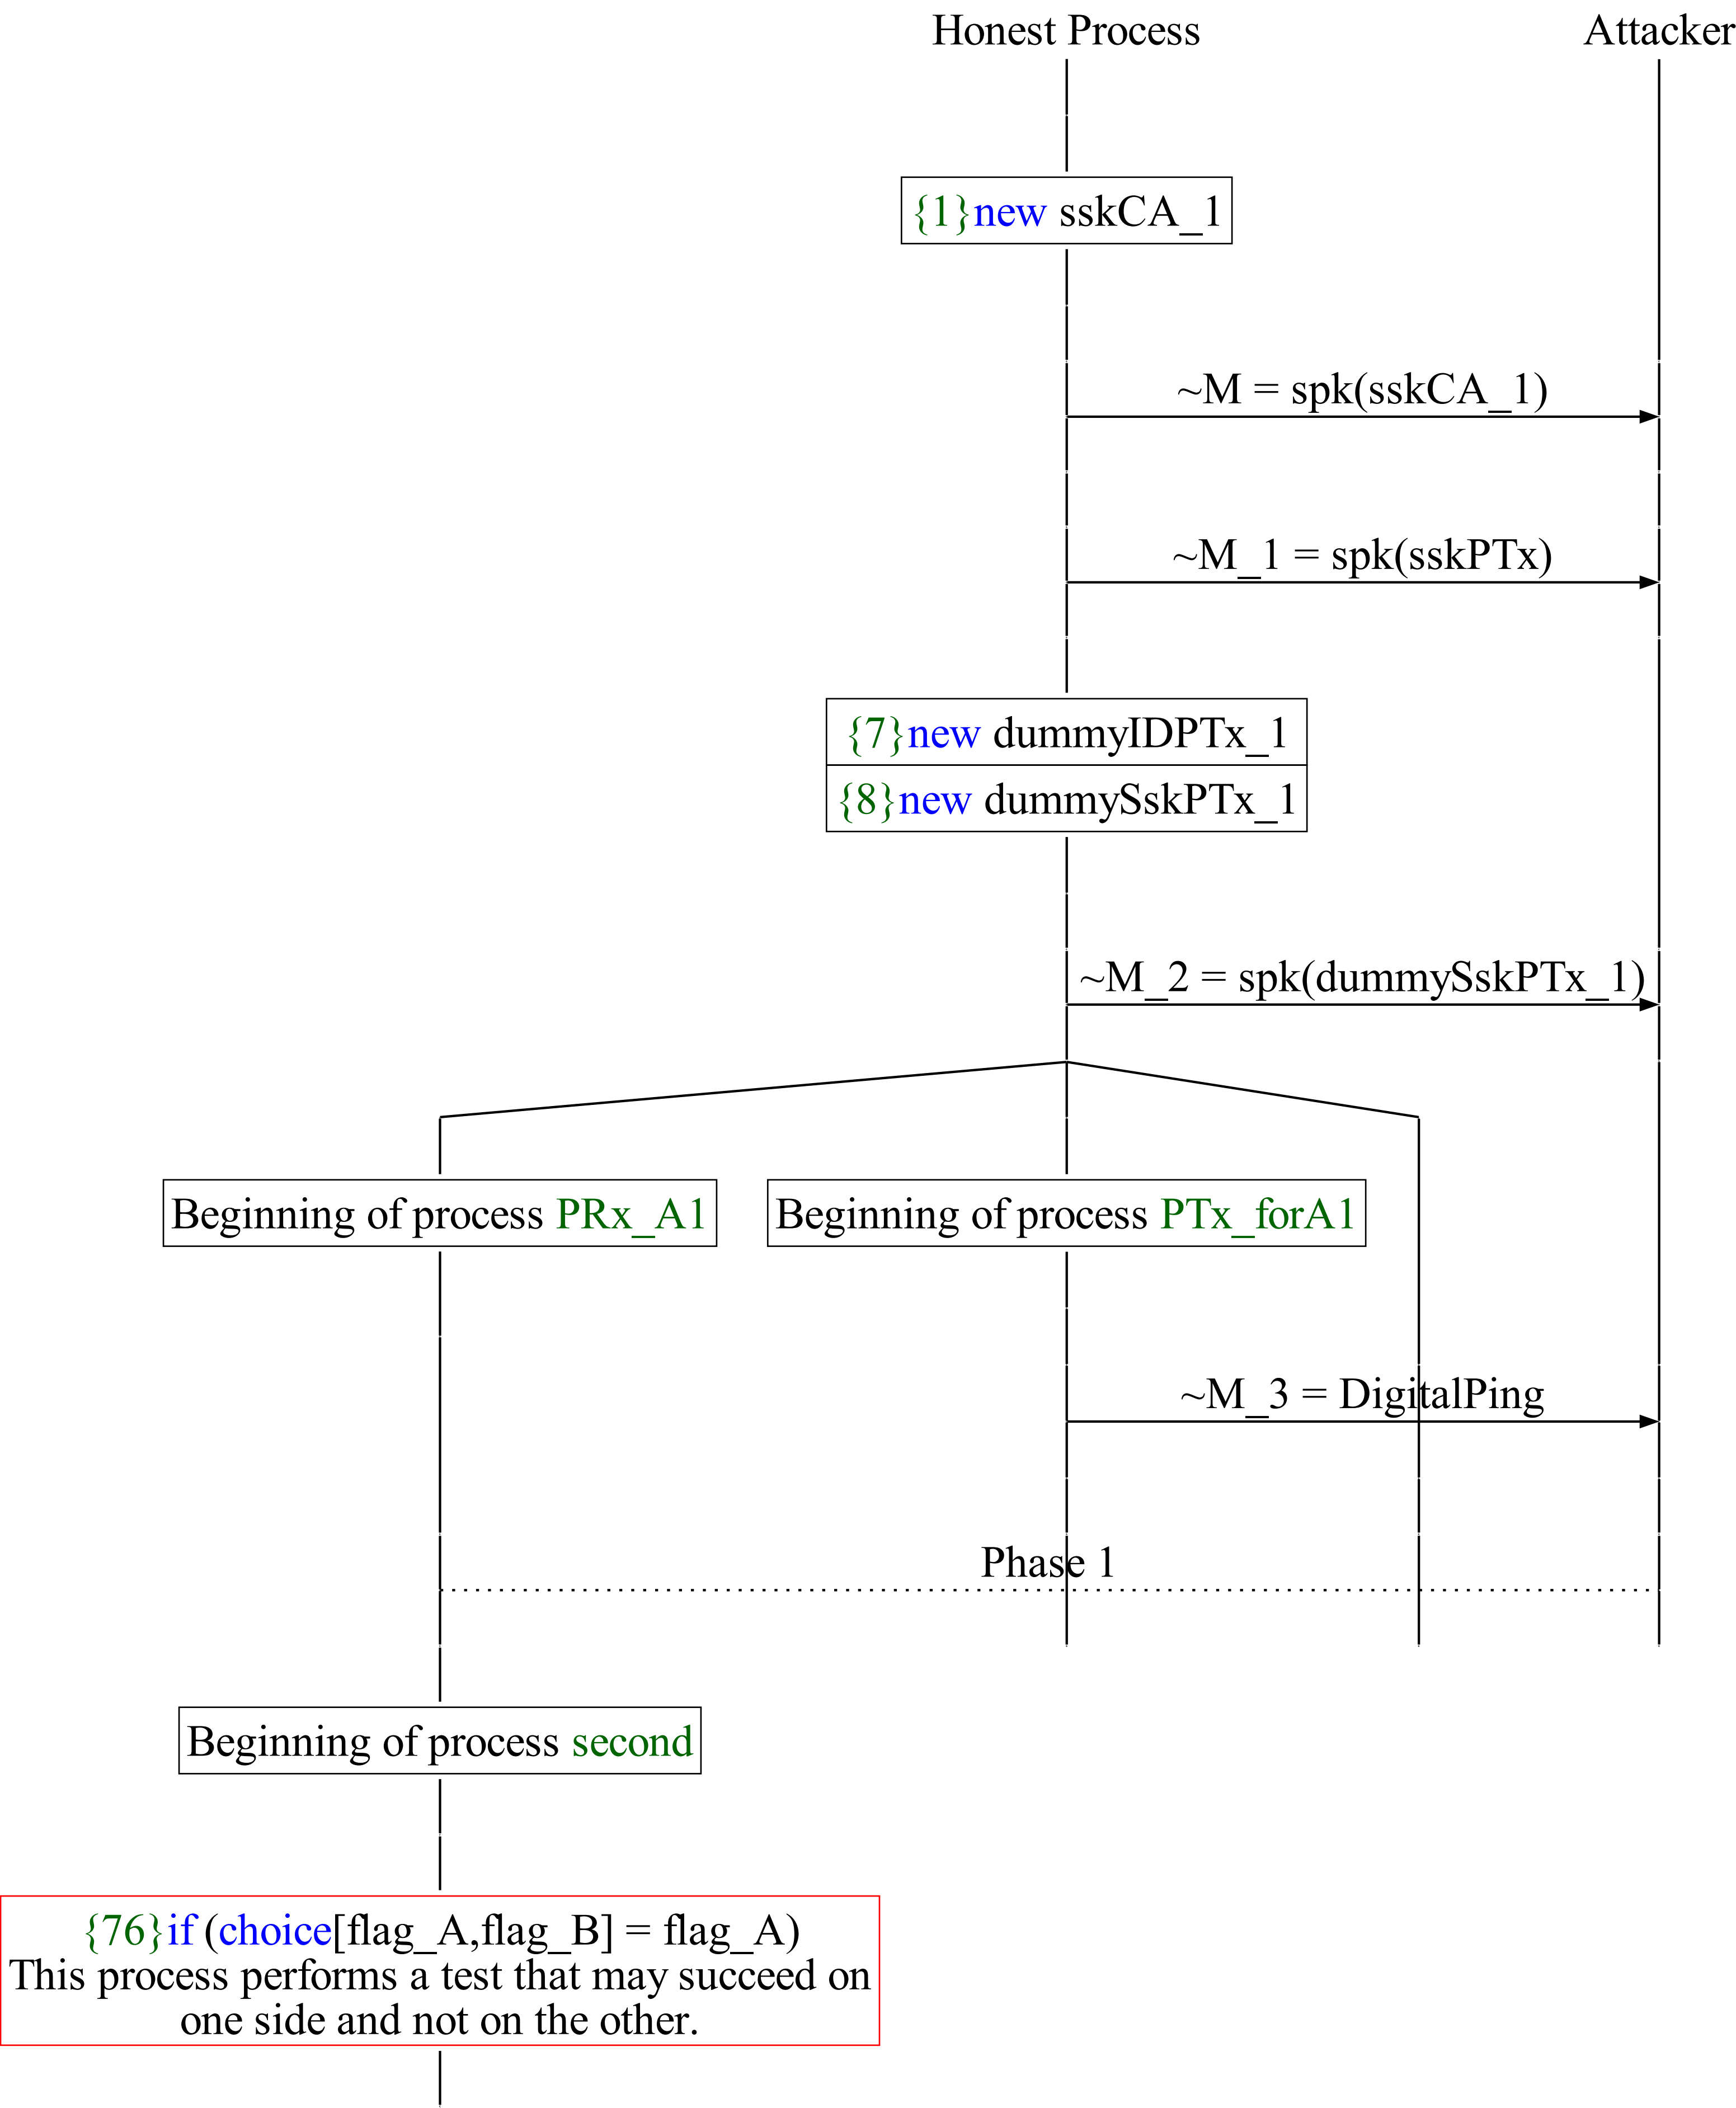 Honest Process
Attacker
{1}new sskCA_1
~M = spk(sskCA_1)
~M_1 = spk(sskPTx)
{7}new dummyIDPTx_1
{8}new dummySskPTx_1
~M_2 = spk(dummySskPTx_1)
Beginning of process PRx_A1
Beginning of process PTx_forA1
~M_3 = DigitalPing
Phase 1
Beginning of process second
{76}if (choice[flag_A,flag_B] = flag_A)
This process performs a test that may succeed on
one side and not on the other.